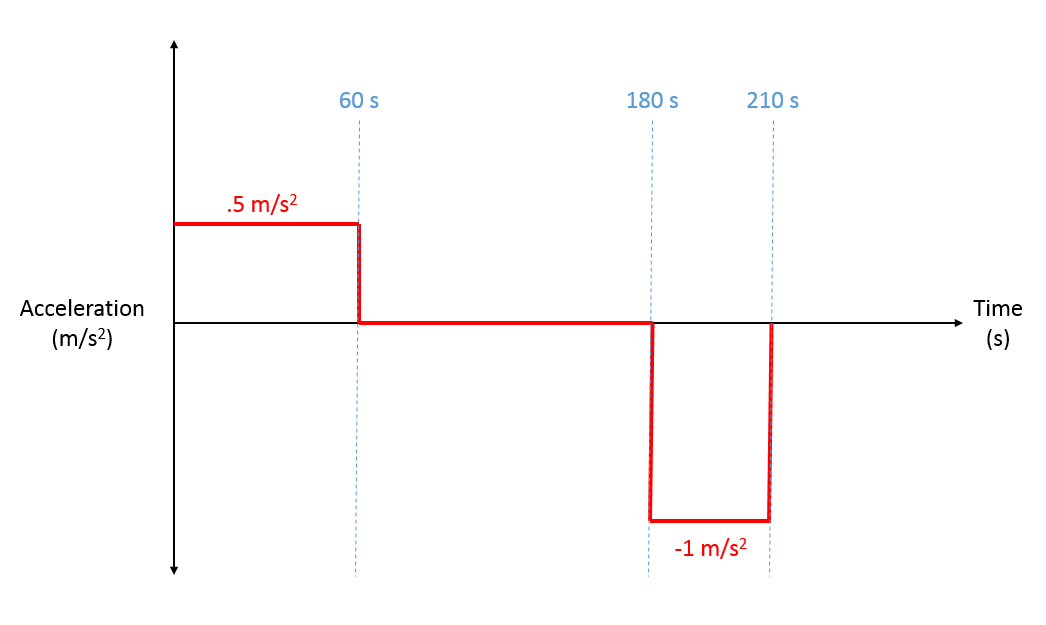 60 s 180 s 210 s
.5 m/s²
Acceleration
(m/s²)
Time
(s)
-1 m/s²